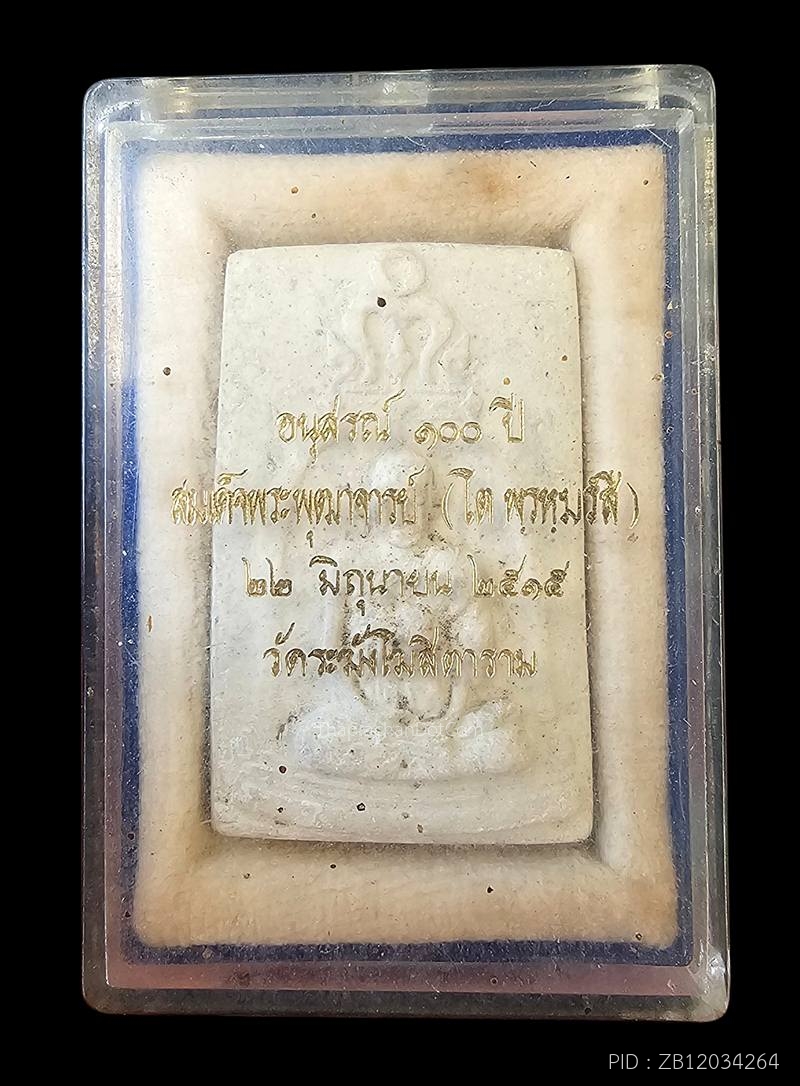 อนุสรณ์ ๑๐๐ ปี
สมเด็จพระพุฒาจารย์ (โต พฺรหฺมรํสี)
๒๒ มิถุนายน ๒๕๑๕
วัดระฆังโฆสิตาราม
PID : ZB12034264